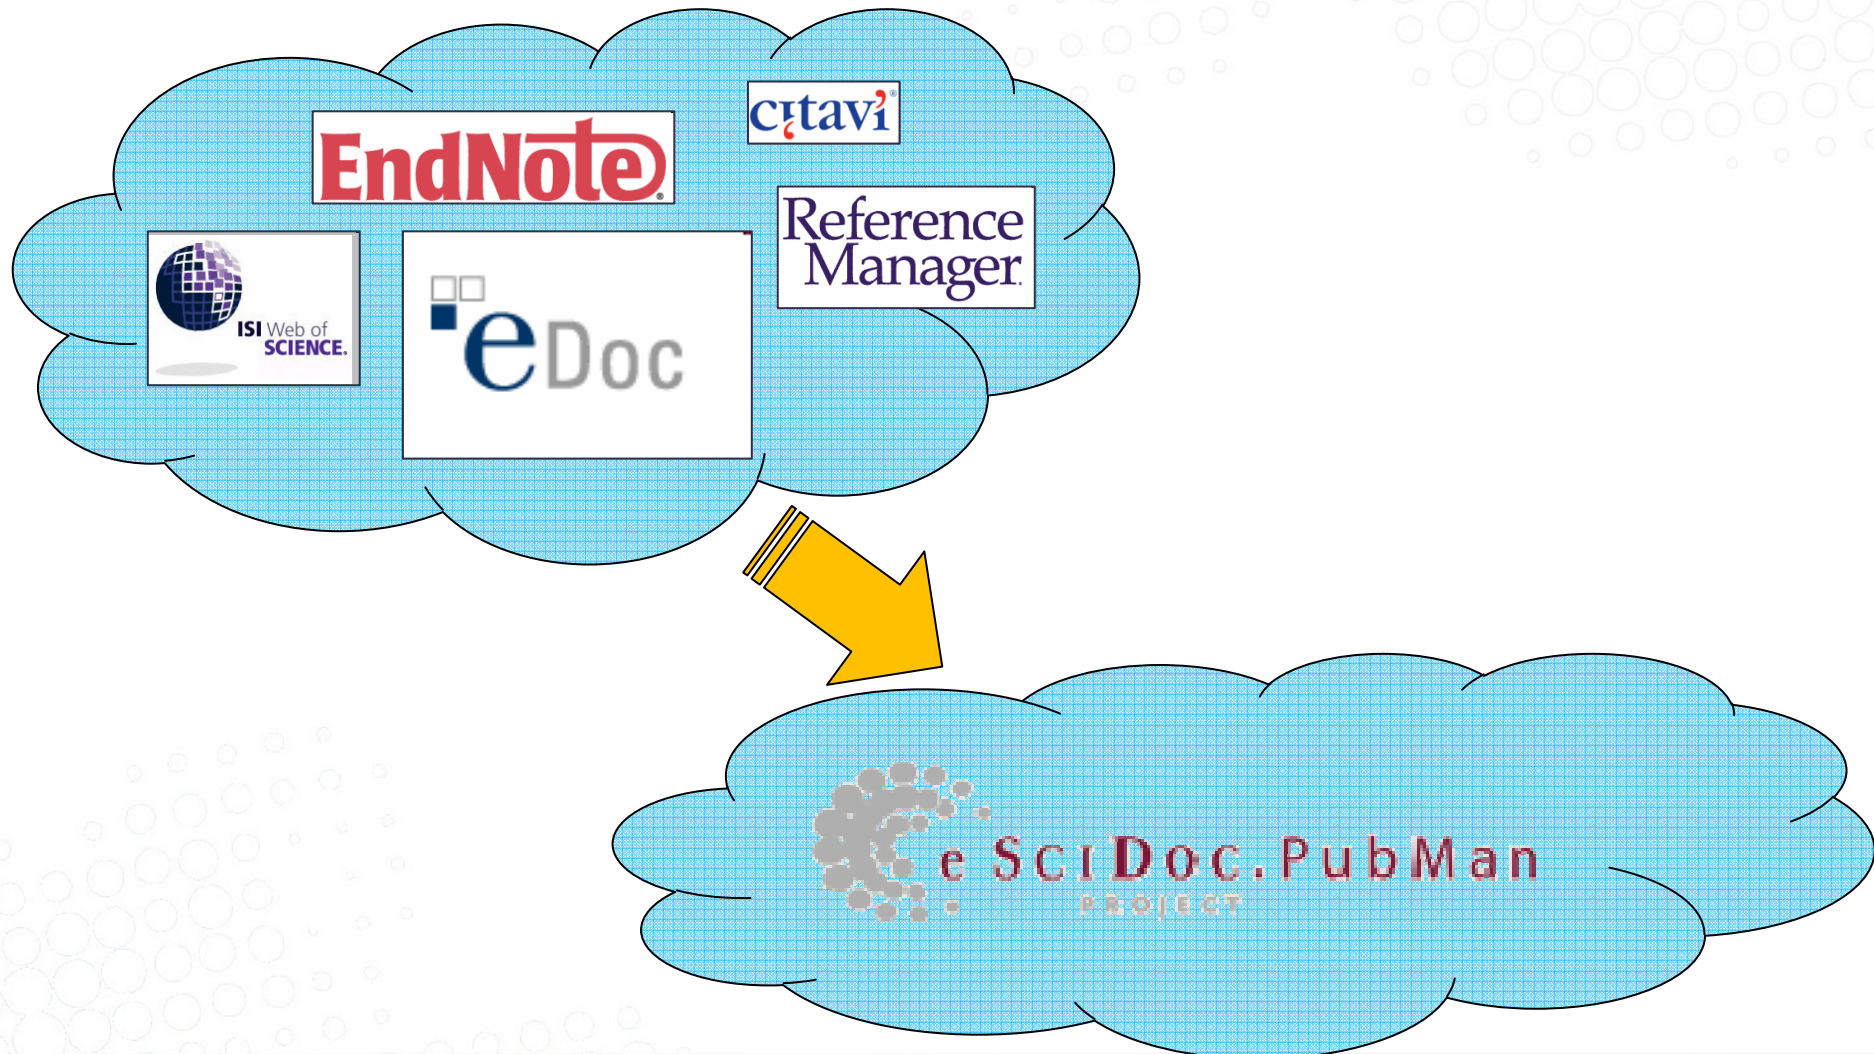 citavi®
EndNote®
Reference
Manager.
ISI Web of
SCIENCE.
eDoc
eSciDoc.PubMan
PROJECT